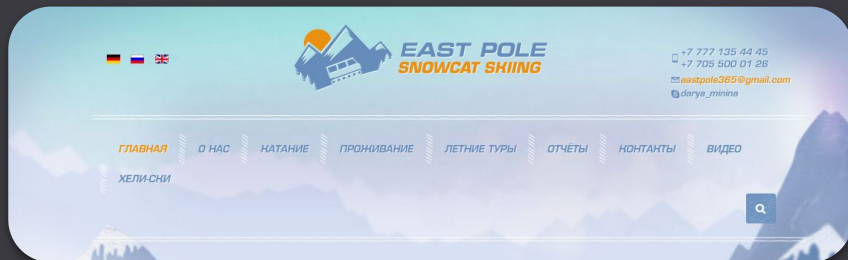 EAST POLE
SNOWCAT SKIING
+7 777 135 44 45
+7 705 500 01 26
eastpole365@gmail.com
darya_minina
ГЛАВНАЯ О НАС КАТАНИЕ ПРОЖИВАНИЕ ЛЕТНИЕ ТУРЫ ОТЧЁТЫ КОНТАКТЫ ВИДЕО
ХЕЛИ-СКИ